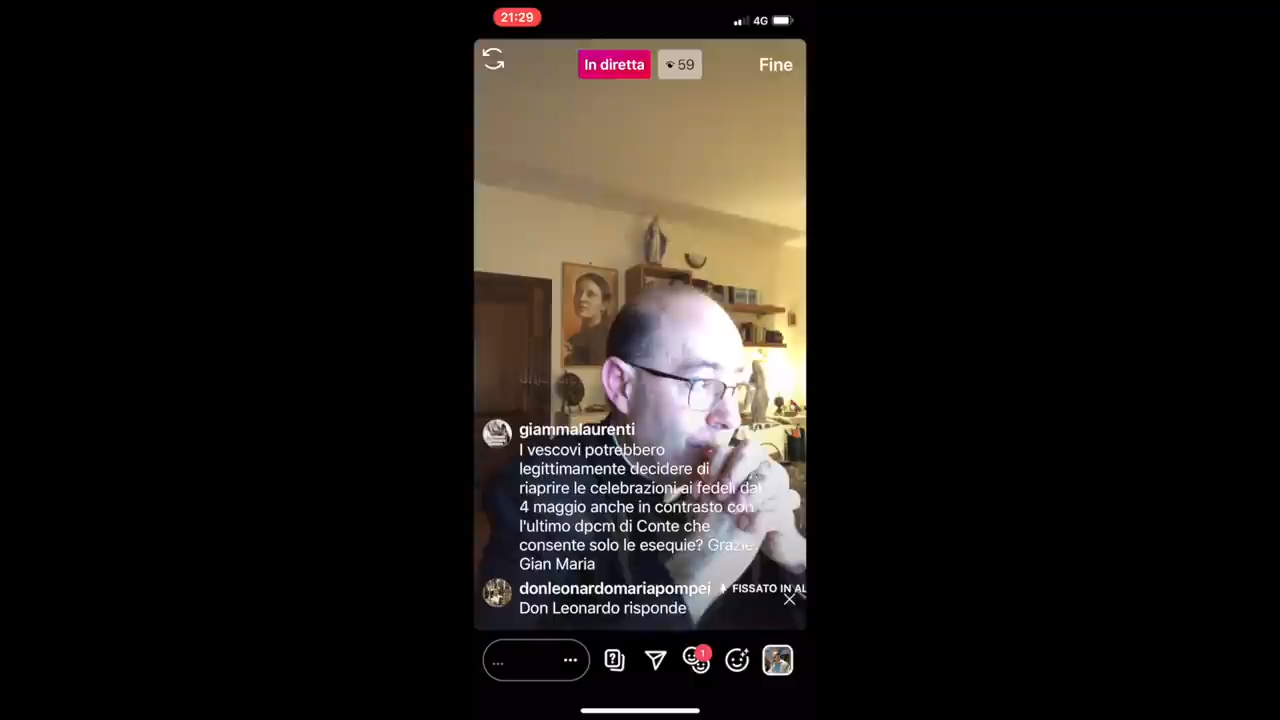 21:29
4G
In diretta
59
Fine
giammalaurenti
I vescovi potrebbero
legittimamente decidere di
riaprire le celebrazioni ai fedeli dal
4 maggio anche in contrasto con
l'ultimo dpcm di Conte che
consente solo le esequie? Grazie
Gian Maria
donleonardomariapompei FISSATO IN AL
Don Leonardo risponde
...
1